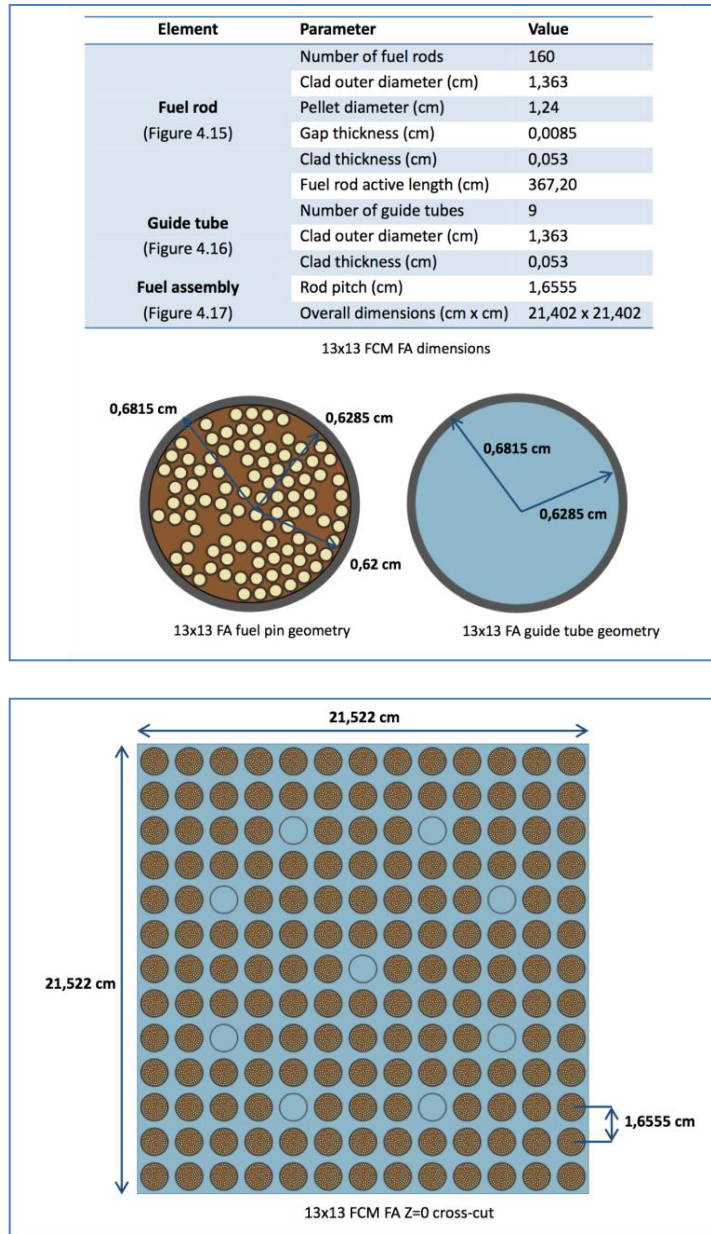 Element Parameter Value
Number of fuel rods 160
Clad outer diameter (cm) 1,363
Fuel rod Pellet diameter (cm) 1,24
(Figure 4.15) Gap thickness (cm) 0,0085
Clad thickness (cm) 0,053
Fuel rod active length (cm) 367,20
Guide tube Number of guide tubes 9
(Figure 4.16) Clad outer diameter (cm) 1,363
Clad thickness (cm) 0,053
Fuel assembly Rod pitch (cm) 1,6555
(Figure 4.17) Overall dimensions (cm x cm) 21,402 x 21,402
13x13 FCM FA dimensions
0,6815 cm
0,6285 cm
0,62 cm
13x13 FA fuel pin geometry
0,6815 cm
0,6285 cm
13x13 FA guide tube geometry
21,522 cm
21,522 cm
1,6555 cm
13x13 FCM FA Z=0 cross-cut